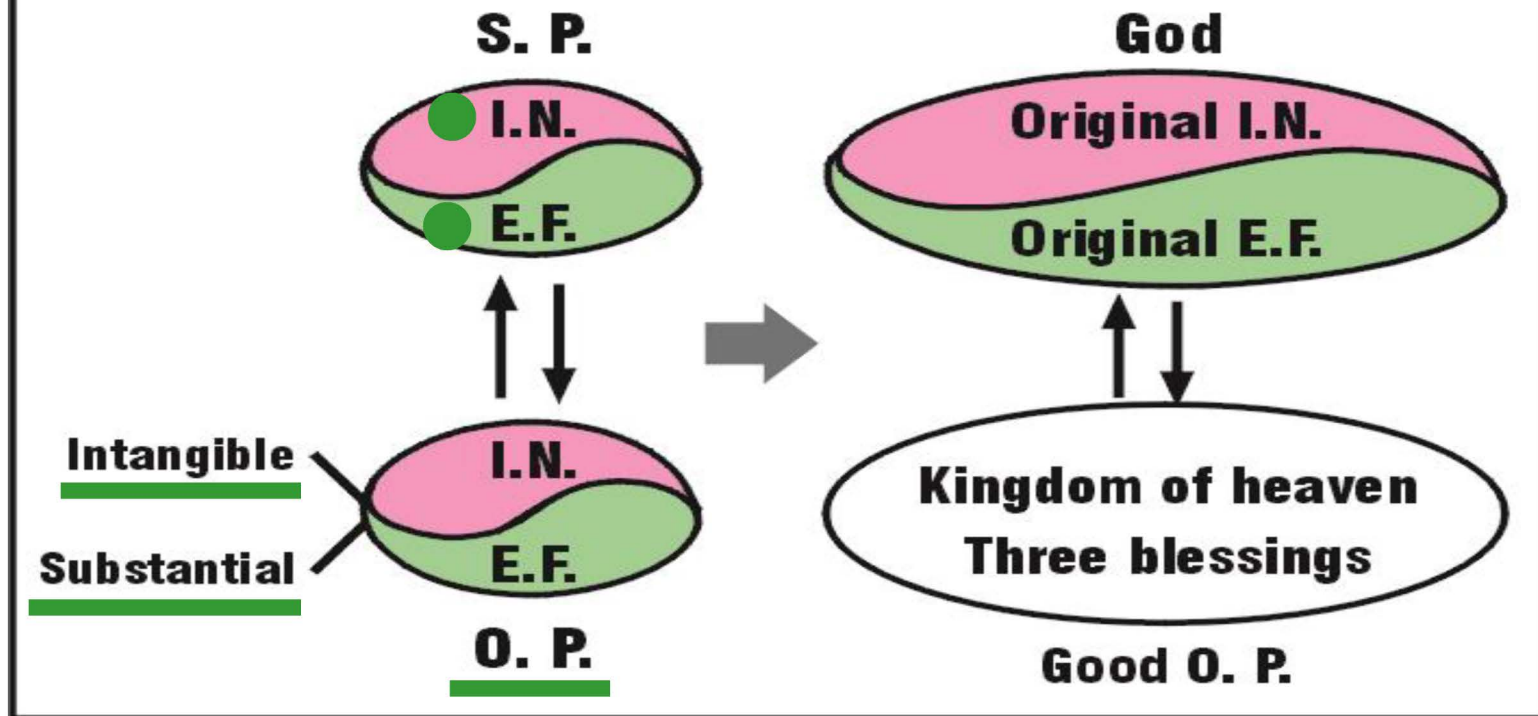 S. P.
I.N.
E.F.
Intangible
Substantial
I.N.
E.F.
O. P.
God
Original I.N.
Original E.F.
Kingdom of heaven
Three blessings
Good O. P.